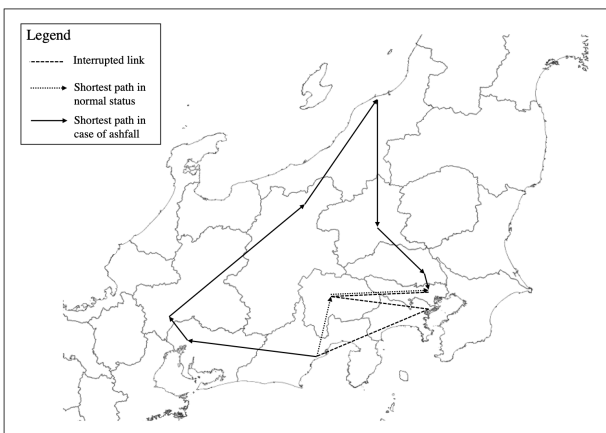 Legend
Interrupted link
Shortest path in
normal status
Shortest path in
case of ashfall